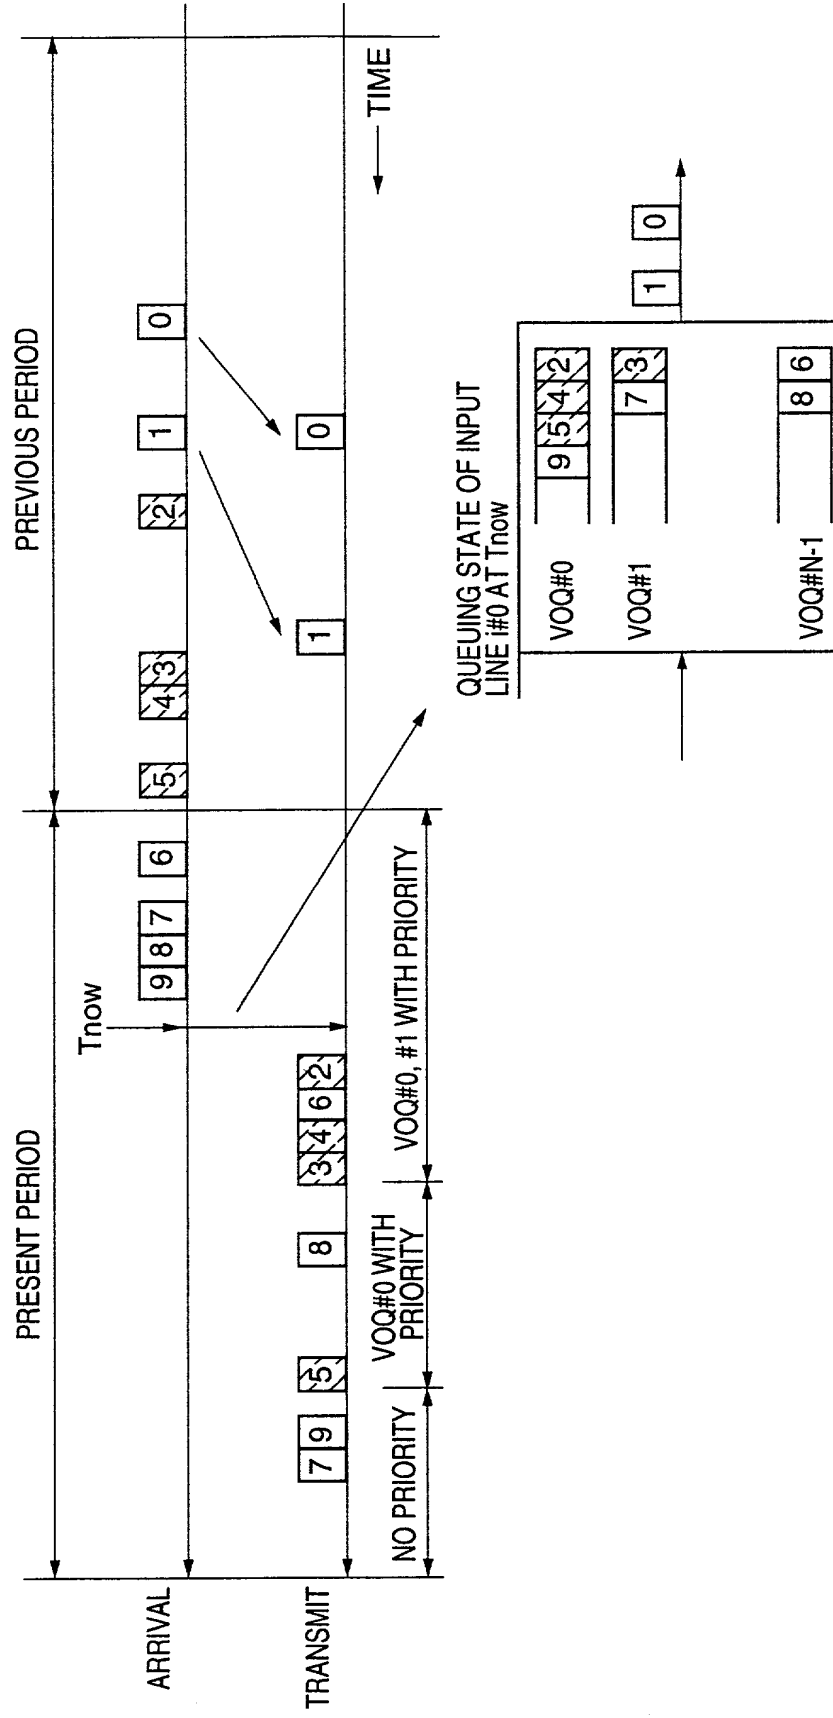 PRESENT PERIOD
PREVIOUS PERIOD
Tnow
ARRIVAL
9 8 7 6 5 4 3 2 1 0
TRANSMIT
7 9 5 8 3 4 6 2 1 0
NO PRIORITY
VOQ#0 WITH
PRIORITY
VOQ#0, #1 WITH PRIORITY
TIME
QUEUING STATE OF INPUT
LINE i#0 AT Tnow
VOQ#0
9 5 4 2
VOQ#1
7 3
VOQ#N-1
8 6
1 0